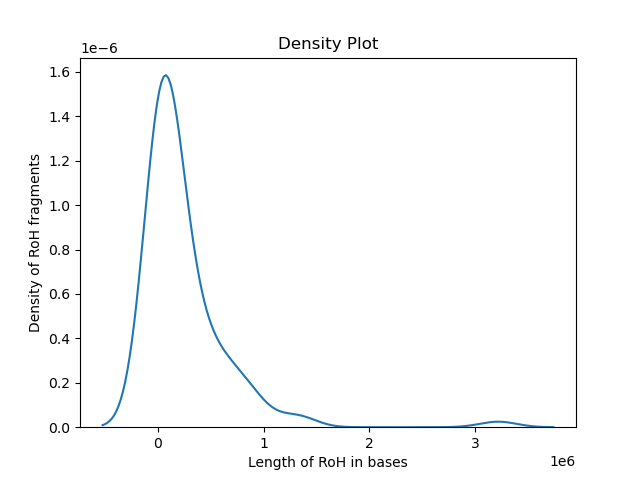 Density Plot
1e−6
1.6
1.4
1.2
1.0
0.8
0.6
0.4
0.2
0.0
Density of RoH fragments
0 1 2 3
1e6
Length of RoH in bases